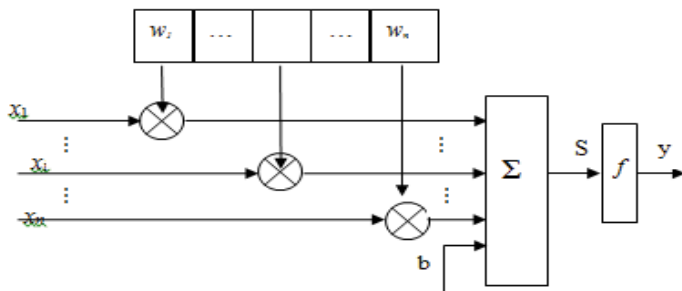 w₁ ... ... wₙ
x1
⋮ ⋮
xi
Σ S f y
⋮ ⋮
xn
b